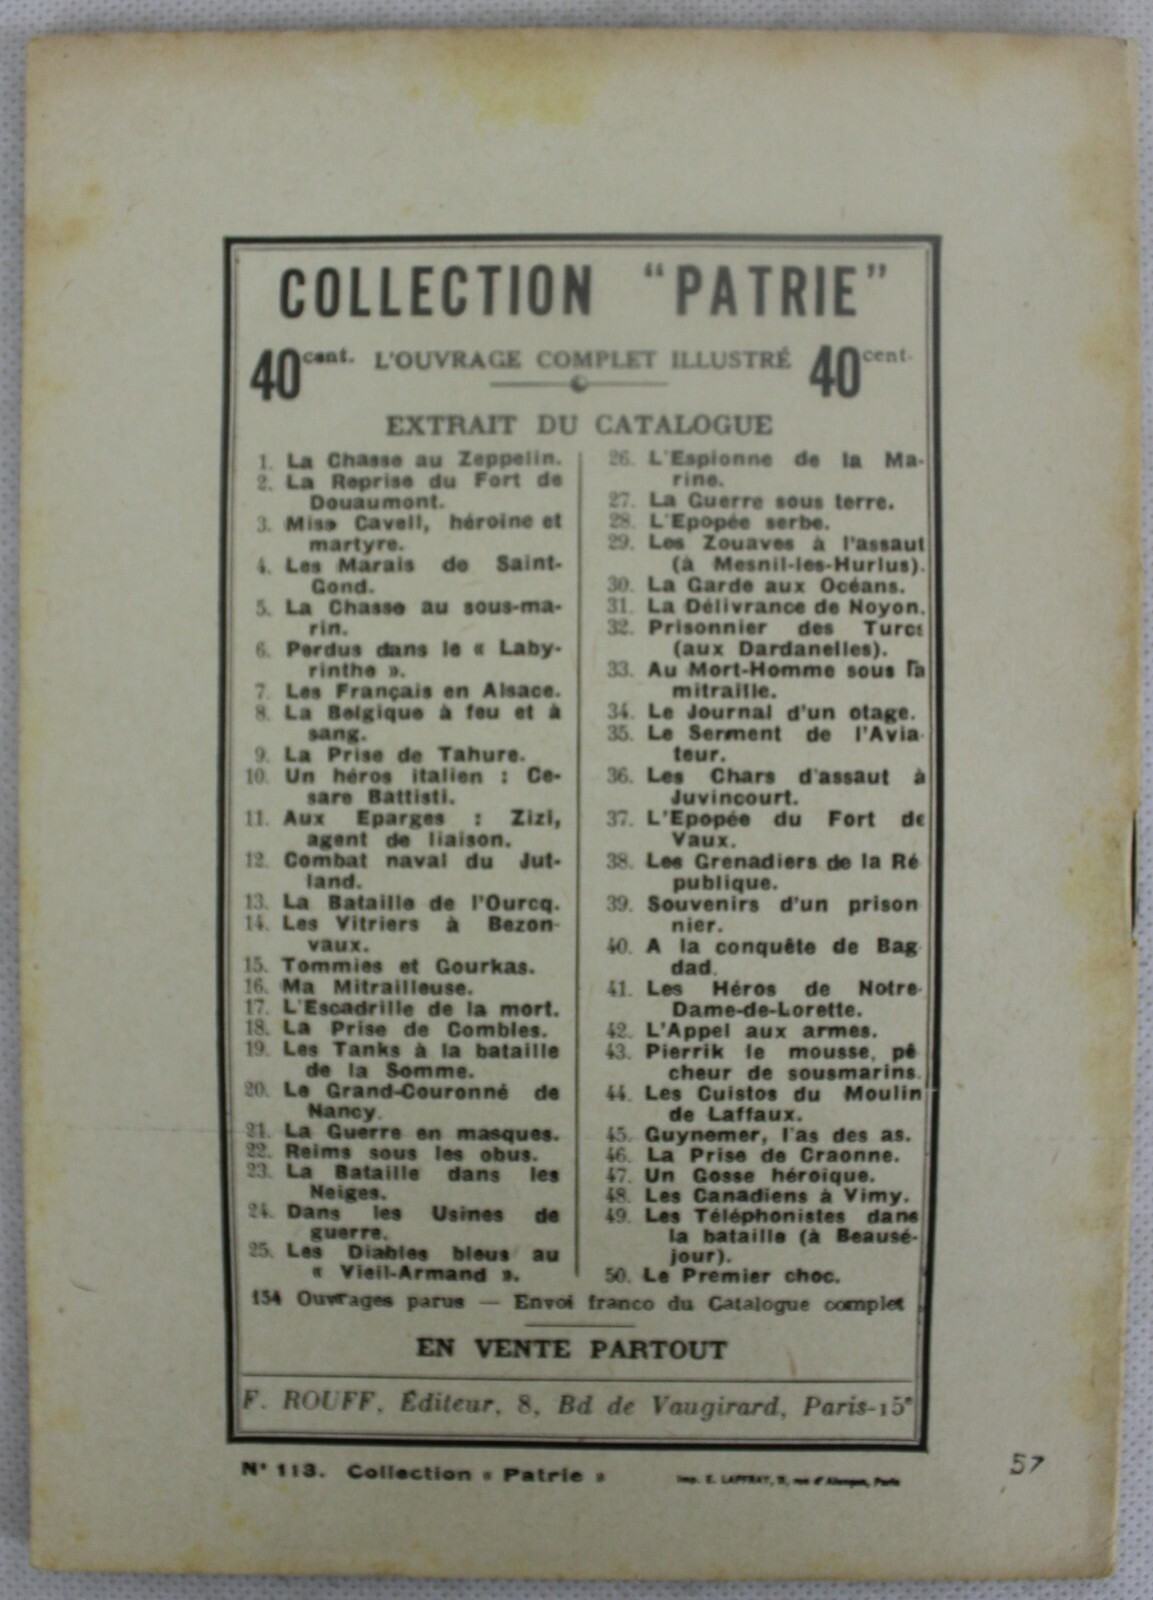 COLLECTION "PATRIE"
40 cent. L'OUVRAGE COMPLET ILLUSTRÉ 40 cent.
EXTRAIT DU CATALOGUE
1. La Chasse au Zeppelin.
2. La Reprise du Fort de
Douaumont.
3. Miss Cavell, héroïne et
martyre.
4. Les Marais de Saint-
Gond.
5. La Chasse au sous-ma-
rin.
6. Perdus dans le « Laby-
rinthe ».
7. Les Français en Alsace.
8. La Belgique à feu et à
sang.
9. La Prise de Tahure.
10. Un héros italien : Ce-
sare Battisti.
11. Aux Eparges : Zizi,
agent de liaison.
12. Combat naval du Jut-
land.
13. La Bataille de l'Ourcq.
14. Les Vitriers à Bezon-
vaux.
15. Tommies et Gourkas.
16. Ma Mitrailleuse.
17. L'Escadrille de la mort.
18. La Prise de Combles.
19. Les Tanks à la bataille
de la Somme.
20. Le Grand-Couronné de
Nancy.
21. La Guerre en masques.
22. Reims sous les obus.
23. La Bataille dans les
Neiges.
24. Dans les Usines de
guerre.
25. Les Diables bleus au
« Vieil-Armand ».
26. L'Espionne de la Ma-
rine.
27. La Guerre sous terre.
28. L'Epopée serbe.
29. Les Zouaves à l'assaut
(à Mesnil-les-Hurlus).
30. La Garde aux Océans.
31. La Délivrance de Noyon.
32. Prisonnier des Turcs
(aux Dardanelles).
33. Au Mort-Homme sous la
mitraille.
34. Le Journal d'un otage.
35. Le Serment de l'Avia-
teur.
36. Les Chars d'assaut à
Juvincourt.
37. L'Epopée du Fort de
Vaux.
38. Les Grenadiers de la Ré
publique.
39. Souvenirs d'un prison
nier.
40. A la conquête de Bag-
dad.
41. Les Héros de Notre-
Dame-de-Lorette.
42. L'Appel aux armes.
43. Pierrik le mousse, pê
cheur de sousmarins.
44. Les Cuistos du Moulin
de Laffaux.
45. Guynemer, l'as des as.
46. La Prise de Craonne.
47. Un Gosse héroïque.
48. Les Canadiens à Vimy.
49. Les Téléphonistes dans
la bataille (à Beausé-
jour).
50. Le Premier choc.
154 Ouvrages parus — Envoi franco du Catalogue complet
EN VENTE PARTOUT
F. ROUFF, Éditeur, 8, Bd de Vaugirard, Paris-15e
N° 113. Collection « Patrie »
Imp. E. LAFFRAY, rue d'Alençon, Paris
57